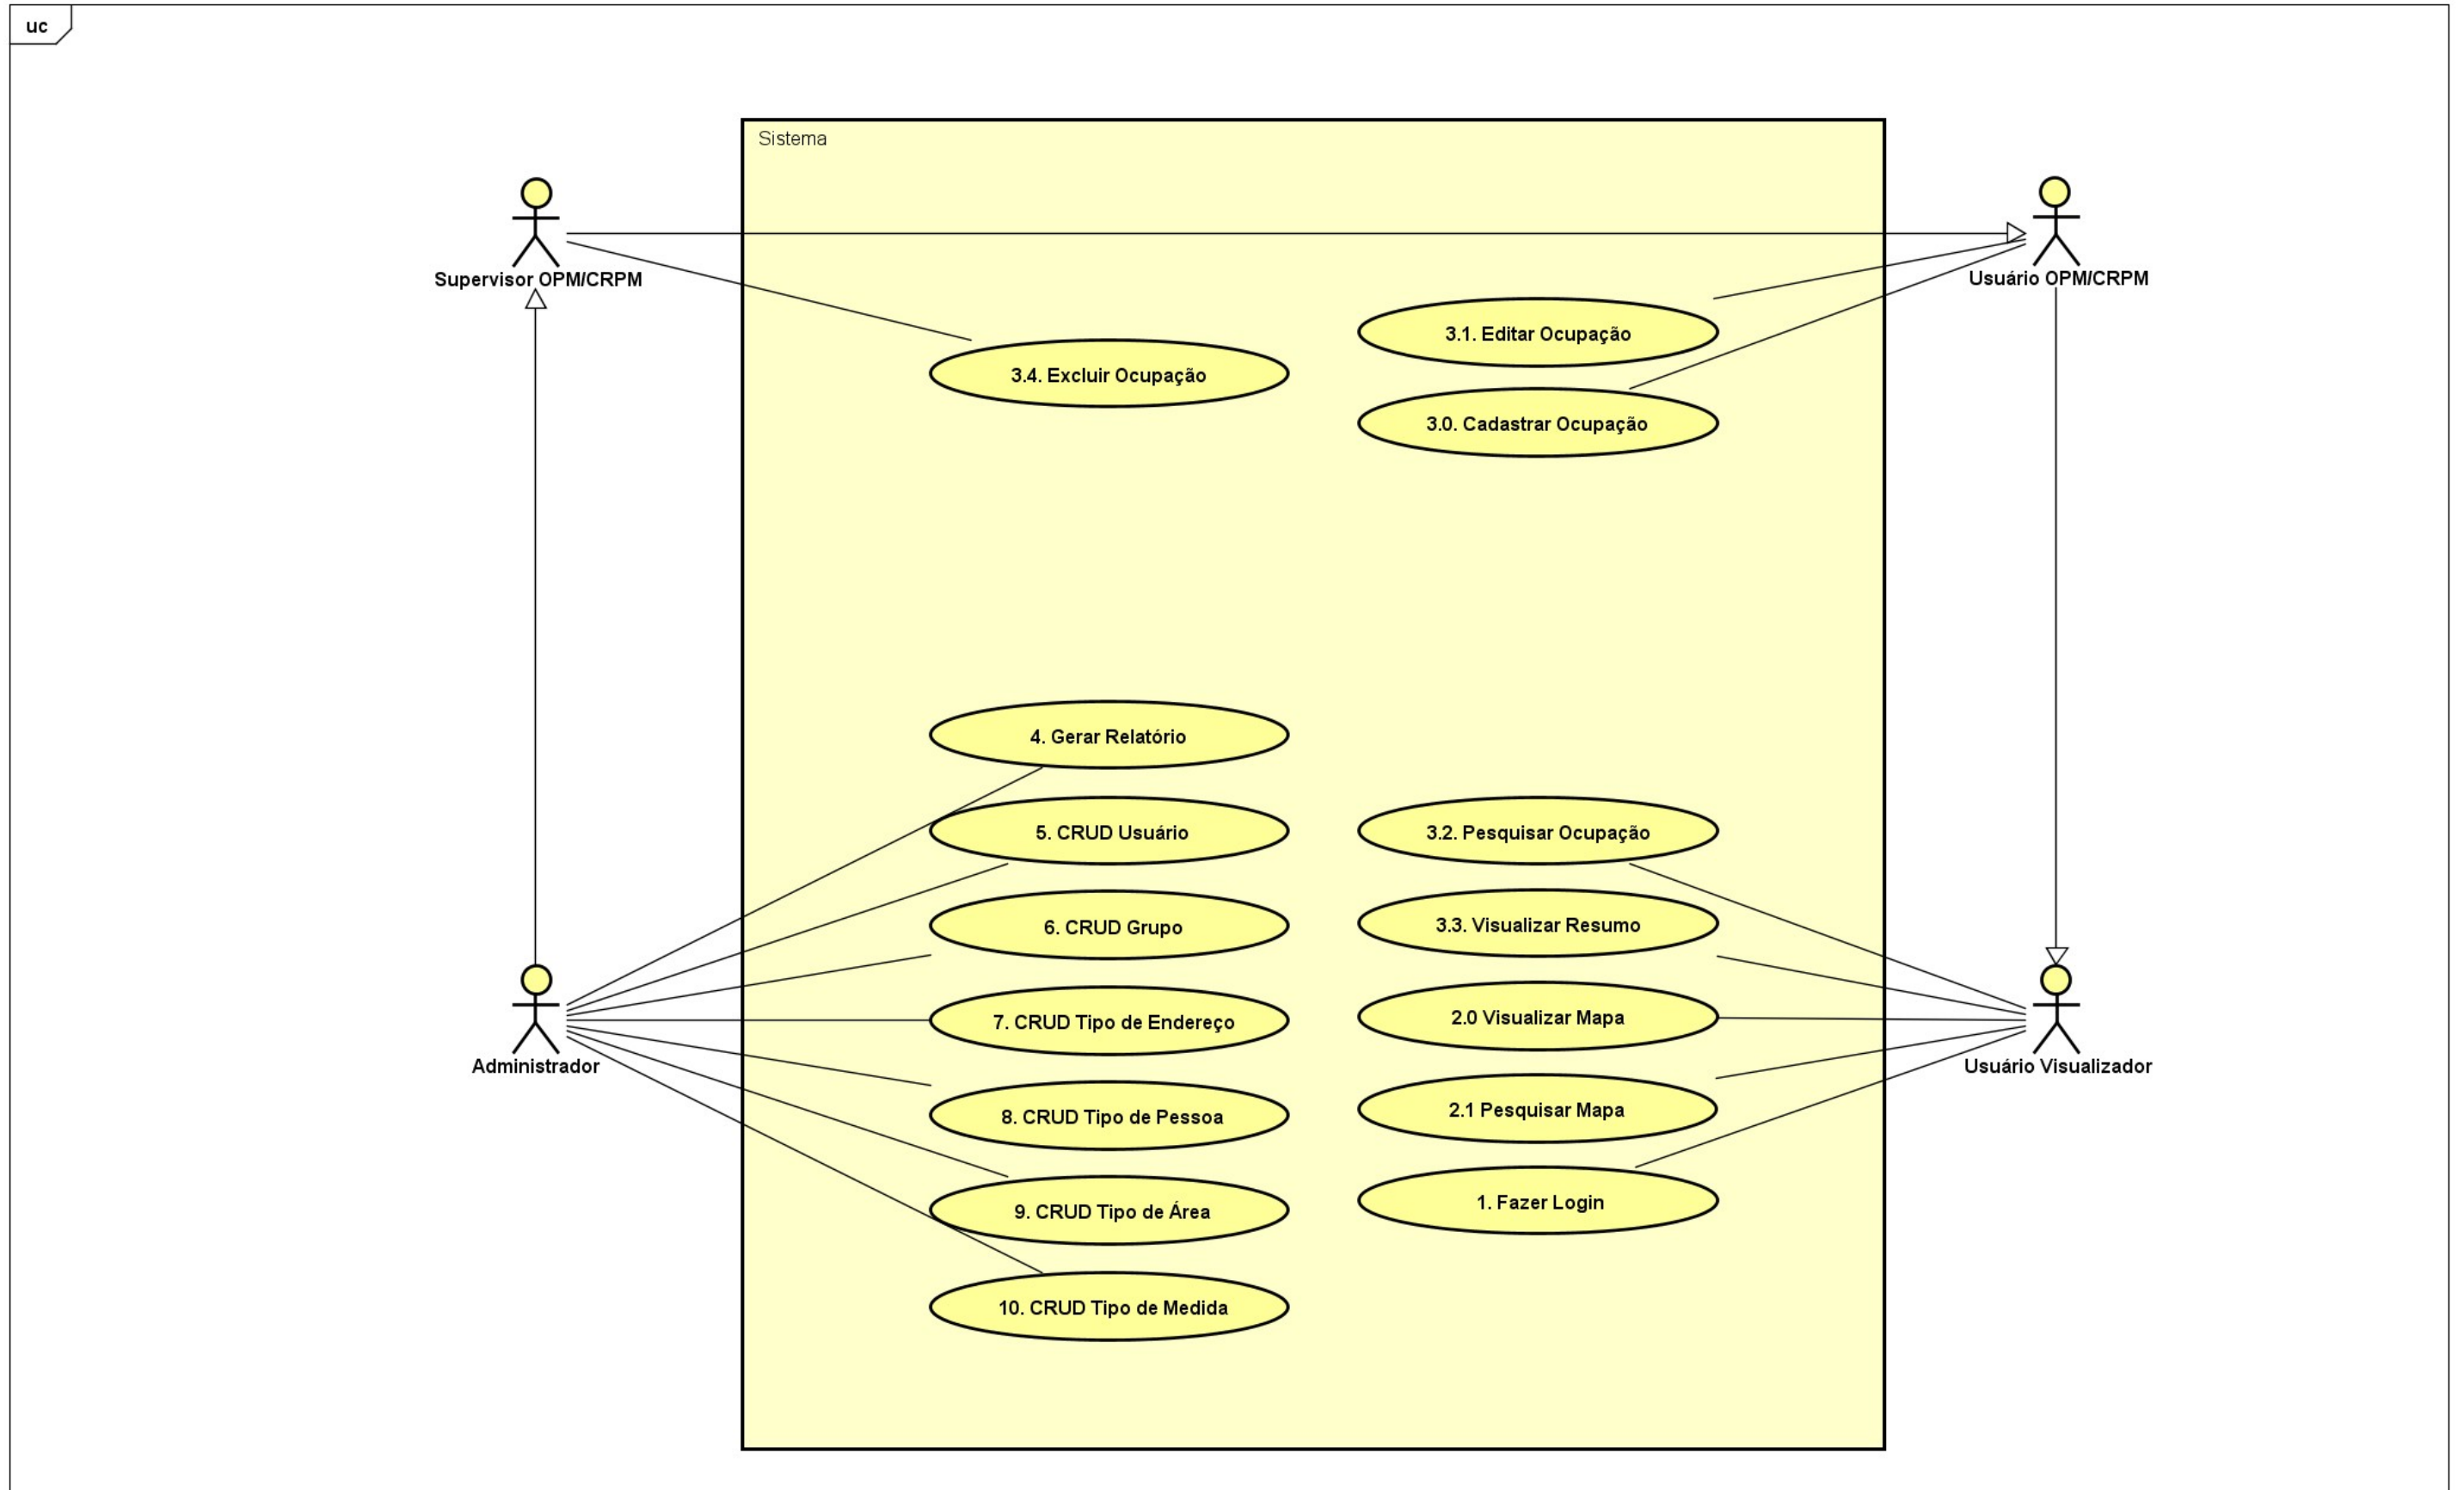 uc
Sistema
Supervisor OPM/CRPM
Usuário OPM/CRPM
3.1. Editar Ocupação
3.4. Excluir Ocupação
3.0. Cadastrar Ocupação
4. Gerar Relatório
5. CRUD Usuário
3.2. Pesquisar Ocupação
6. CRUD Grupo
3.3. Visualizar Resumo
7. CRUD Tipo de Endereço
2.0 Visualizar Mapa
Administrador
Usuário Visualizador
8. CRUD Tipo de Pessoa
2.1 Pesquisar Mapa
9. CRUD Tipo de Área
1. Fazer Login
10. CRUD Tipo de Medida